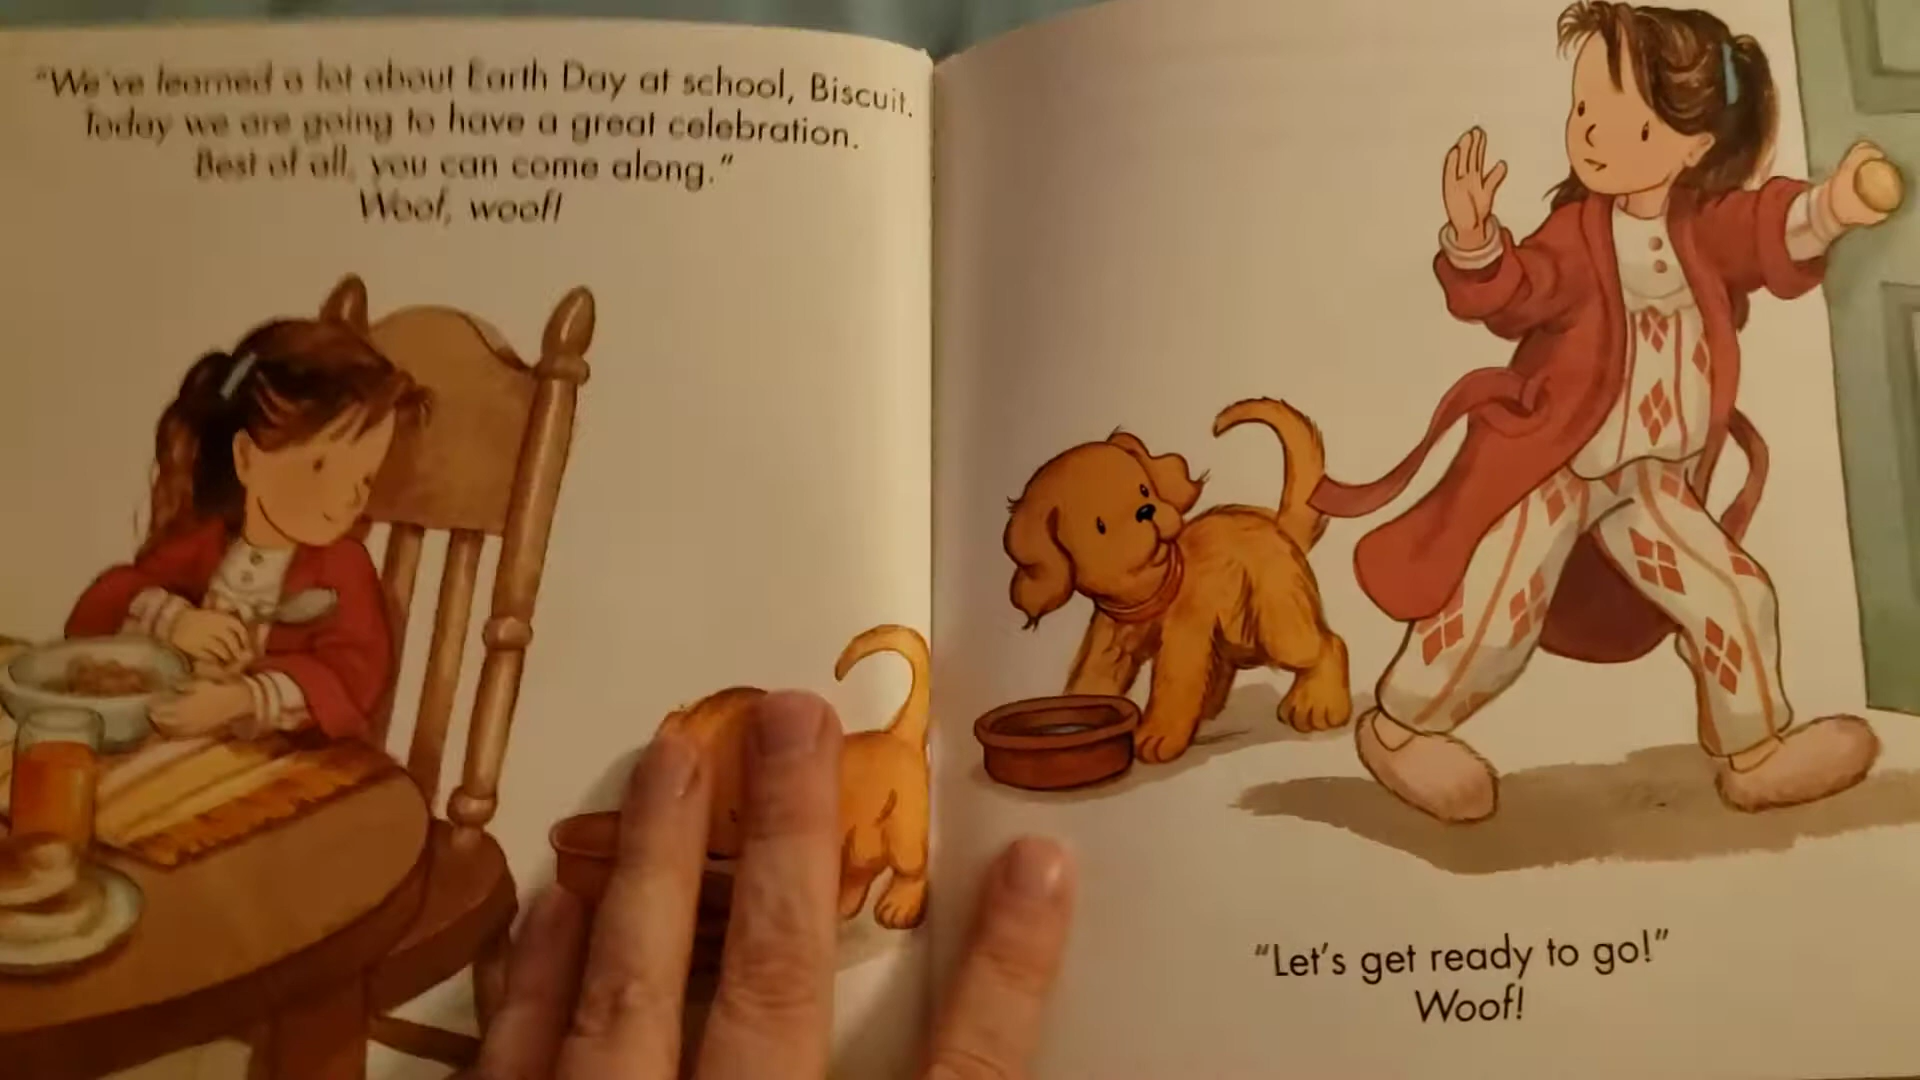 "We've learned a lot about Earth Day at school, Biscuit.
Today we are going to have a great celebration.
Best of all, you can come along."
Woof, woof!
"Let's get ready to go!"
Woof!